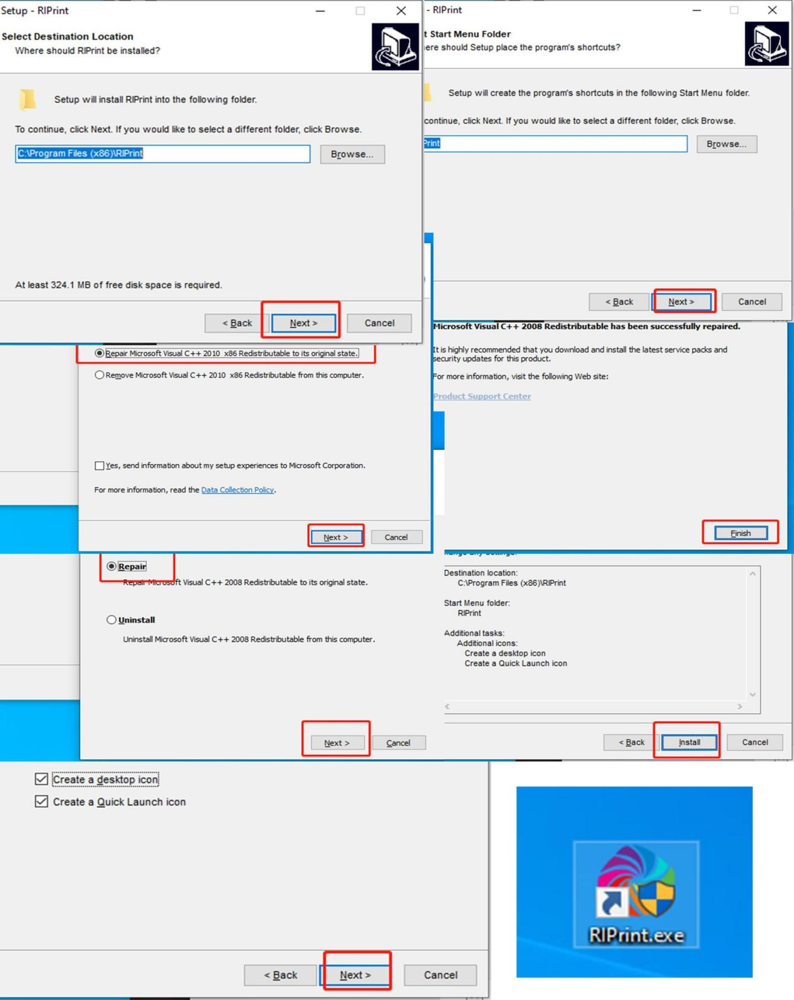 Setup - RIPrint
Select Destination Location
Where should RIPrint be installed?
Setup will install RIPrint into the following folder.
To continue, click Next. If you would like to select a different folder, click Browse.
C:\Program Files (x86)\RIPrint
Browse...
At least 324.1 MB of free disk space is required.
< Back
Next >
Cancel
- RIPrint
t Start Menu Folder
ere should Setup place the program's shortcuts?
Setup will create the program's shortcuts in the following Start Menu folder.
continue, click Next. If you would like to select a different folder, click Browse.
Print
Browse...
< Back
Next >
Cancel
Repair Microsoft Visual C++ 2010 x86 Redistributable to its original state.
Remove Microsoft Visual C++ 2010 x86 Redistributable from this computer.
Yes, send information about my setup experiences to Microsoft Corporation.
For more information, read the Data Collection Policy.
Next >
Cancel
Microsoft Visual C++ 2008 Redistributable has been successfully repaired.
It is highly recommended that you download and install the latest service packs and
security updates for this product.
For more information, visit the following Web site:
Product Support Center
Finish
Repair
Repair Microsoft Visual C++ 2008 Redistributable to its original state.
Uninstall
Uninstall Microsoft Visual C++ 2008 Redistributable from this computer.
Next >
Cancel
Destination location:
C:\Program Files (x86)\RIPrint
Start Menu folder:
RIPrint
Additional tasks:
Additional icons:
Create a desktop icon
Create a Quick Launch icon
< Back
Install
Cancel
Create a desktop icon
Create a Quick Launch icon
< Back
Next >
Cancel
RIPrint.exe